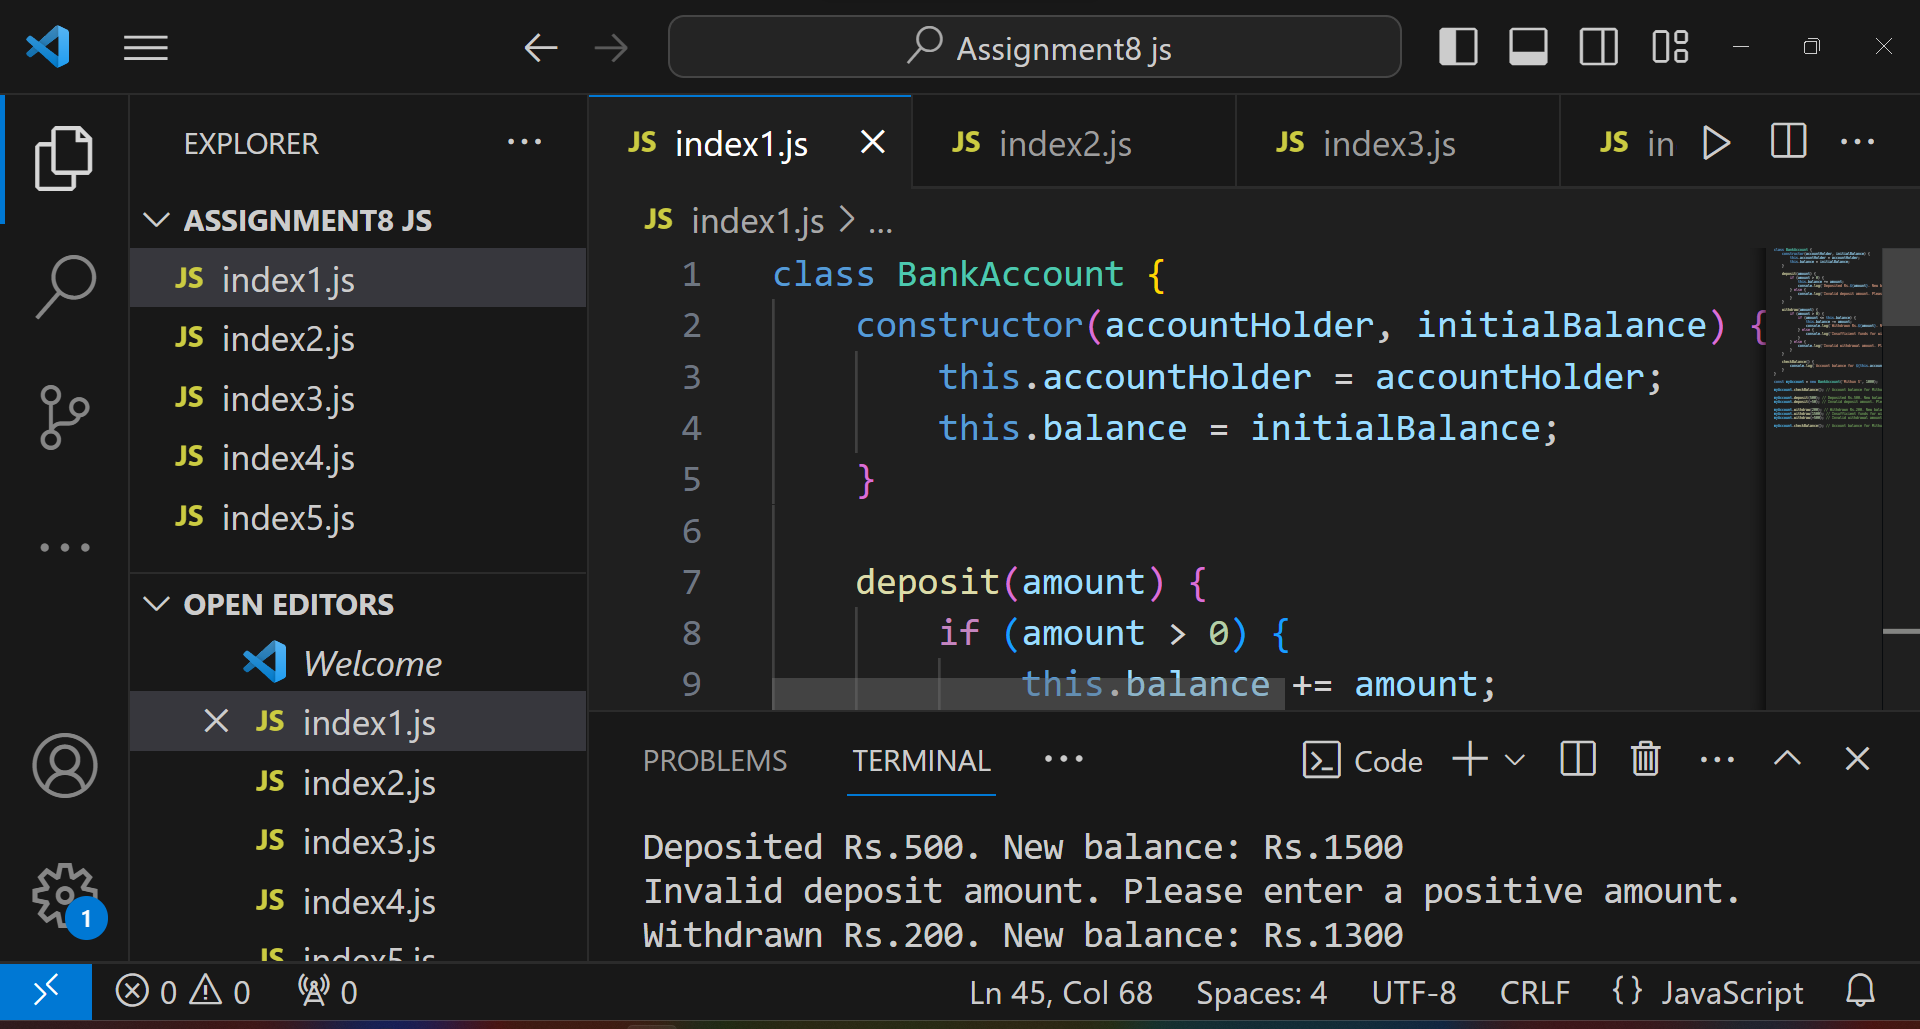 Assignment8 js
EXPLORER
ASSIGNMENT8 JS
JS index1.js
JS index2.js
JS index3.js
JS index4.js
JS index5.js
OPEN EDITORS
Welcome
JS index1.js
JS index2.js
JS index3.js
JS index4.js
JS index5.js
1
JS index1.js
JS index2.js
JS index3.js
JS in
JS index1.js > ...
1 class BankAccount {
2 constructor(accountHolder, initialBalance) {
3 this.accountHolder = accountHolder;
4 this.balance = initialBalance;
5 }
6
7 deposit(amount) {
8 if (amount > 0) {
9 this.balance += amount;
PROBLEMS TERMINAL ... Code
Deposited Rs.500. New balance: Rs.1500
Invalid deposit amount. Please enter a positive amount.
Withdrawn Rs.200. New balance: Rs.1300
0 0 0 Ln 45, Col 68 Spaces: 4 UTF-8 CRLF {} JavaScript